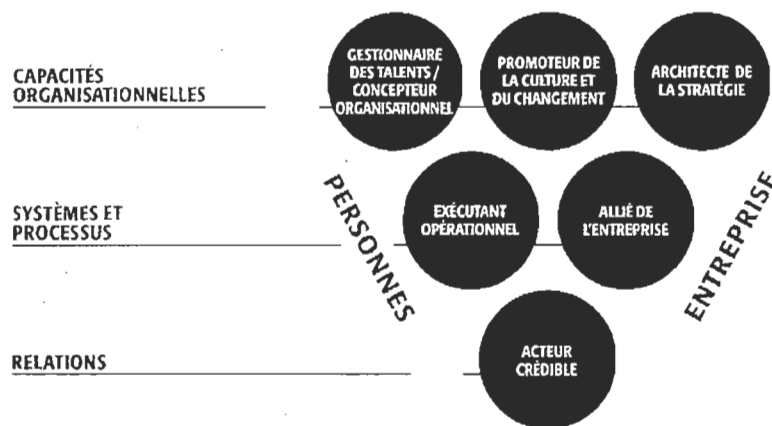 CAPACITÉS
ORGANISATIONNELLES
GESTIONNAIRE
DES TALENTS /
CONCEPTEUR
ORGANISATIONNEL
PROMOTEUR DE
LA CULTURE ET
DU CHANGEMENT
ARCHITECTE DE
LA STRATÉGIE
PERSONNES
ENTREPRISE
SYSTÈMES ET
PROCESSUS
EXÉCUTANT
OPÉRATIONNEL
ALLIÉ DE
L'ENTREPRISE
RELATIONS
ACTEUR
CRÉDIBLE